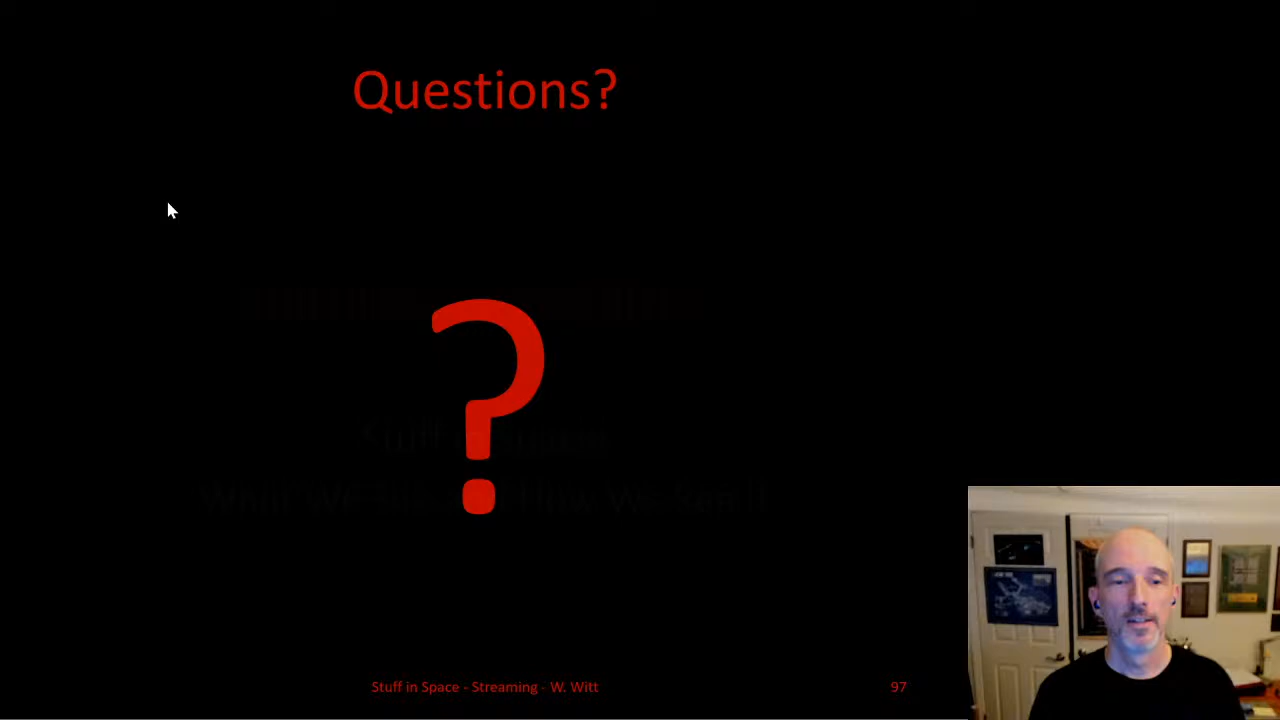 Questions?
?
Stuff in Space - Streaming - W. Witt
97